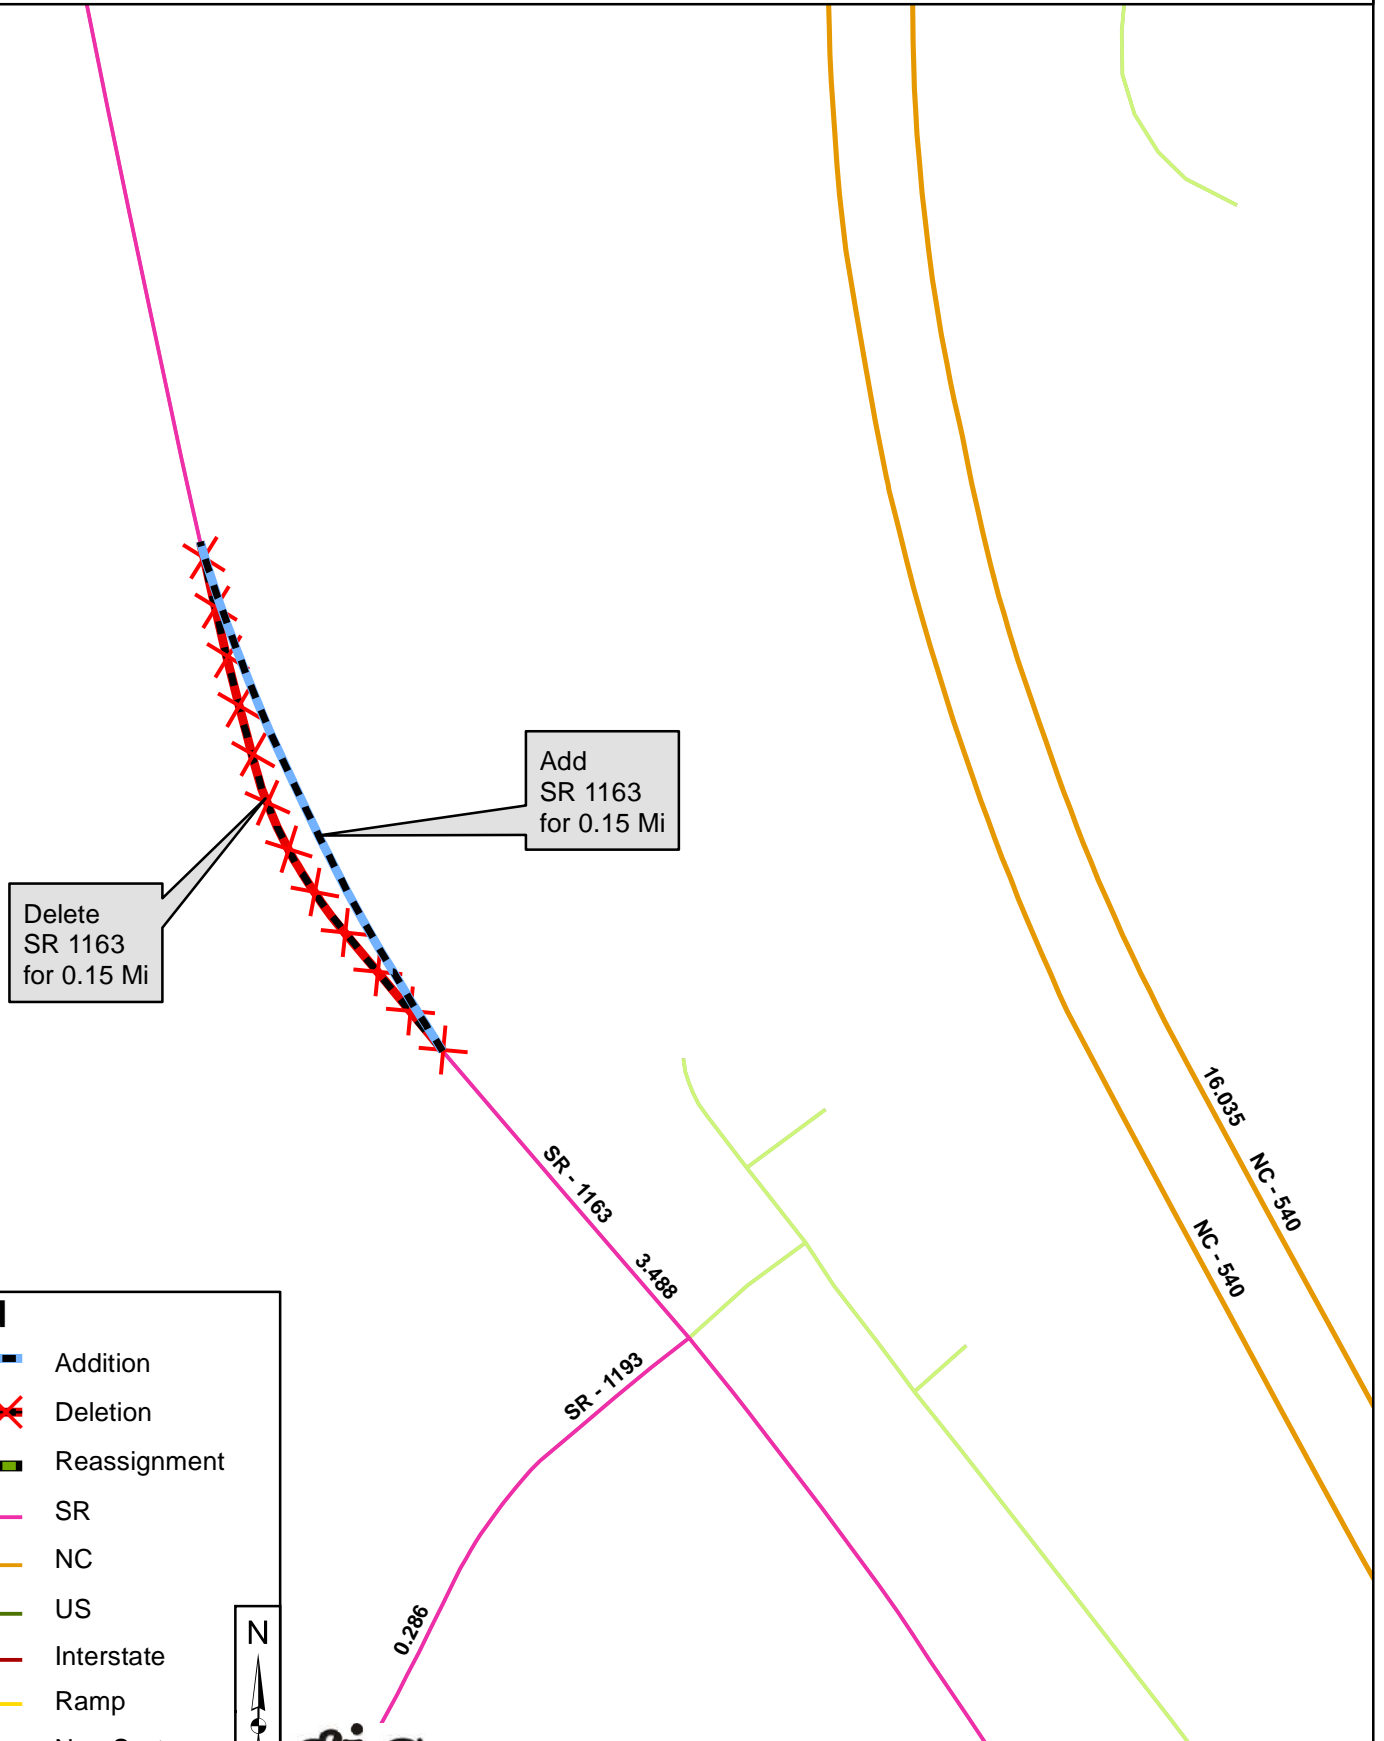 Add
SR 1163
for 0.15 Mi
Delete
SR 1163
for 0.15 Mi
16.035
NC - 540
NC - 540
SR - 1163
3.488
SR - 1193
0.286
Addition
Deletion
Reassignment
SR
NC
US
Interstate
Ramp
N